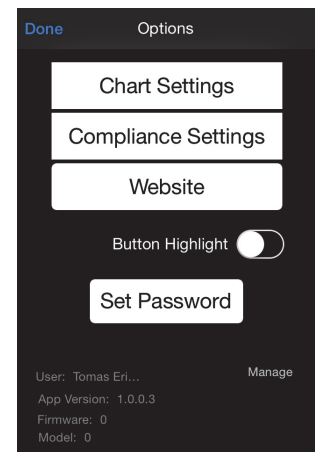 Done Options
Chart Settings
Compliance Settings
Website
Button Highlight
Set Password
User: Tomas Eri... Manage
App Version: 1.0.0.3
Firmware: 0
Model: 0